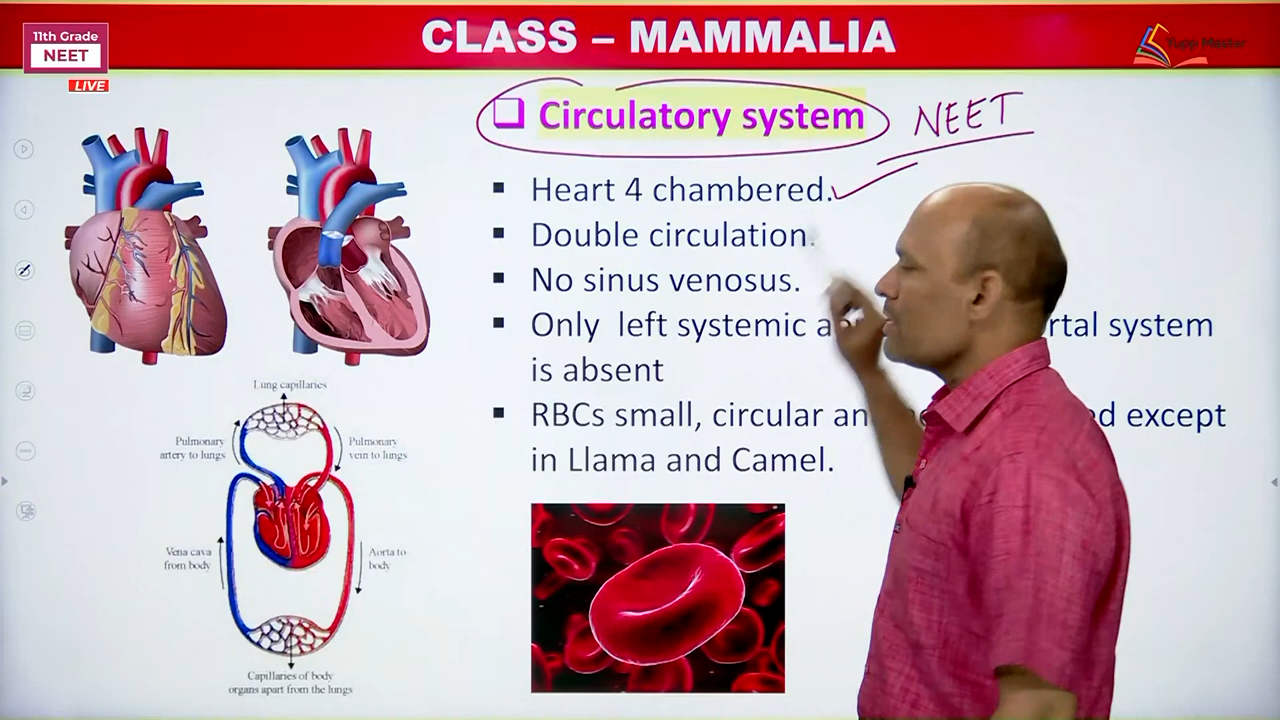 11th Grade
NEET
LIVE
CLASS – MAMMALIA
Tupp Master
Circulatory system
NEET
Heart 4 chambered.
Double circulation.
No sinus venosus.
Only left systemic
is absent
system
RBCs small, circular
except
in Llama and Camel.
Lung capillaries
Pulmonary
artery to lungs
Pulmonary
vein to lungs
Vena cava
from body
Aorta to
body
Capillaries of body
organs apart from the lungs